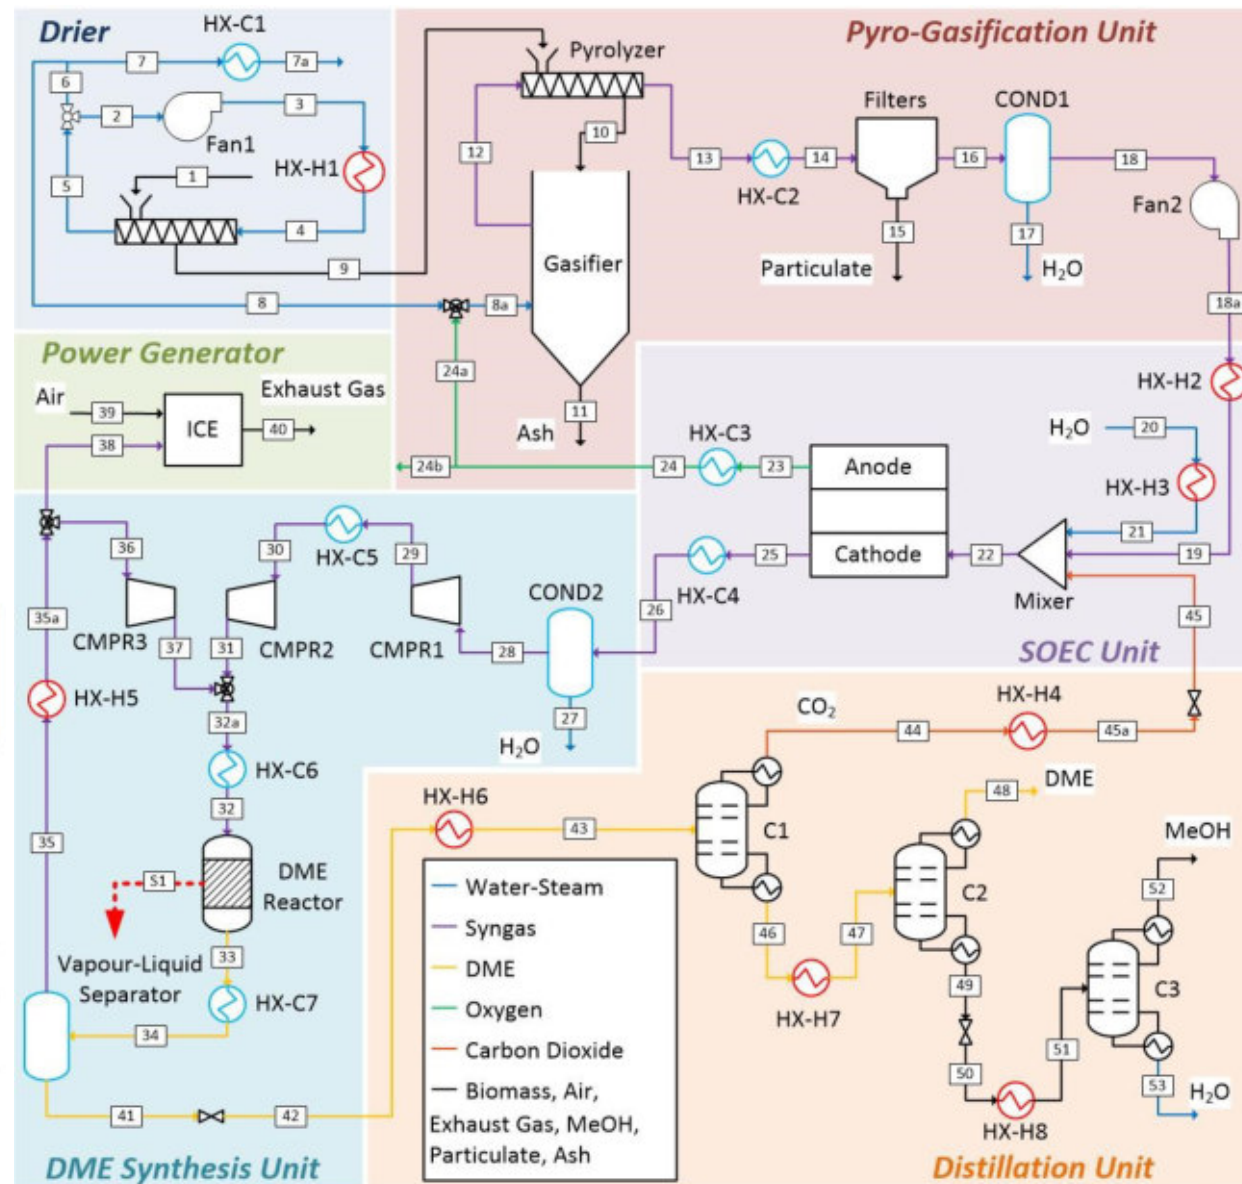 Drier
HX-C1
7
7a
6
2
3
Fan1
HX-H1
5
1
4
9
8
Pyro-Gasification Unit
Pyrolyzer
10
12
13
HX-C2
14
Filters
16
COND1
18
Fan2
15
Particulate
17
H₂O
Gasifier
8a
24a
11
Ash
18a
Power Generator
Air
39
38
ICE
Exhaust Gas
40
24b
HX-H2
H₂O
20
HX-H3
21
19
HX-C3
24
23
Anode
Cathode
22
Mixer
25
HX-C4
26
45
SOEC Unit
36
CMPR3
37
30
HX-C5
29
31
CMPR2
CMPR1
28
COND2
27
H₂O
35a
HX-H5
32a
HX-C6
32
35
S1
DME
Reactor
33
Vapour-Liquid
Separator
HX-C7
34
41
42
DME Synthesis Unit
HX-H6
43
CO₂
44
HX-H4
45a
C1
46
HX-H7
47
48
DME
C2
49
50
HX-H8
51
MeOH
52
C3
53
H₂O
Water-Steam
Syngas
DME
Oxygen
Carbon Dioxide
Biomass, Air,
Exhaust Gas, MeOH,
Particulate, Ash
Distillation Unit